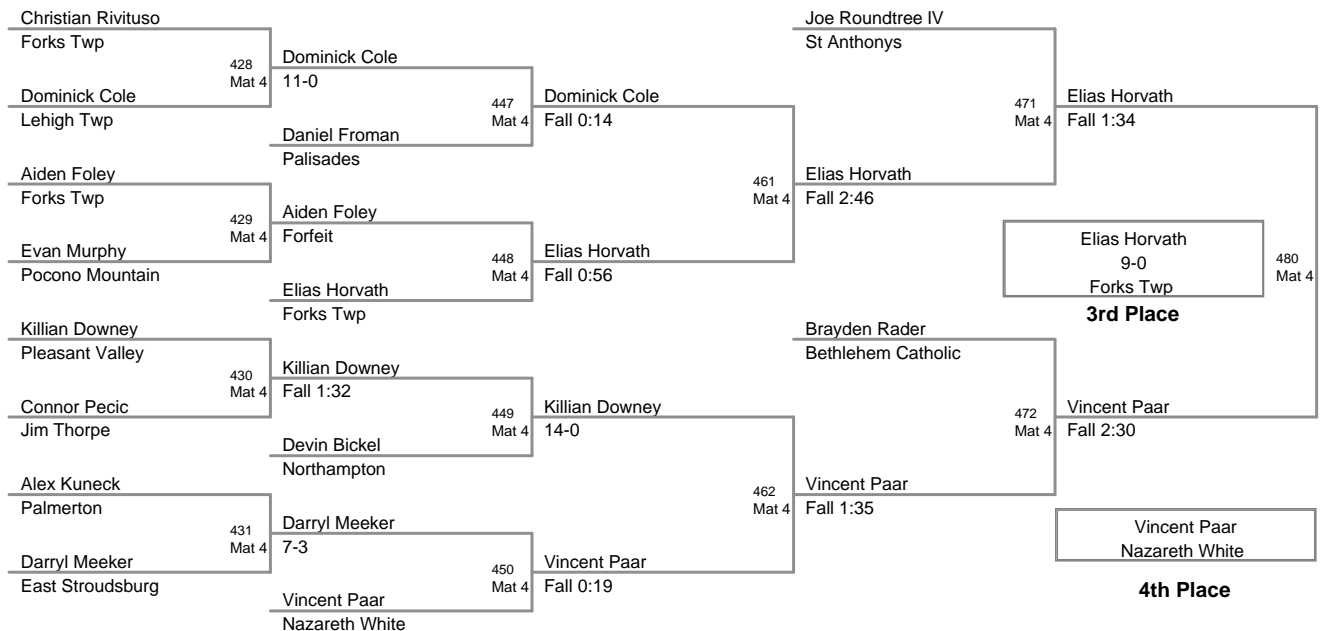 Christian Rivituso
Forks Twp
428
Mat 4
Dominick Cole
Lehigh Twp
Dominick Cole
11-0
Daniel Froman
Palisades
447
Mat 4
Dominick Cole
Fall 0:14
Aiden Foley
Forks Twp
429
Mat 4
Evan Murphy
Pocono Mountain
Aiden Foley
Forfeit
Elias Horvath
Forks Twp
448
Mat 4
Elias Horvath
Fall 0:56
461
Mat 4
Elias Horvath
Fall 2:46
Joe Roundtree IV
St Anthonys
471
Mat 4
Elias Horvath
Fall 1:34
Killian Downey
Pleasant Valley
430
Mat 4
Connor Pecic
Jim Thorpe
Killian Downey
Fall 1:32
Devin Bickel
Northampton
449
Mat 4
Killian Downey
14-0
Alex Kuneck
Palmerton
431
Mat 4
Darryl Meeker
East Stroudsburg
Darryl Meeker
7-3
Vincent Paar
Nazareth White
450
Mat 4
Vincent Paar
Fall 0:19
462
Mat 4
Vincent Paar
Fall 1:35
Brayden Rader
Bethlehem Catholic
472
Mat 4
Vincent Paar
Fall 2:30
480
Mat 4
Elias Horvath
9-0
Forks Twp
3rd Place
Vincent Paar
Nazareth White
4th Place